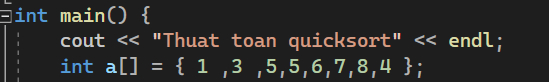 int main() {
cout << "Thuat toan quicksort" << endl;
int a[] = { 1 ,3 ,5,5,6,7,8,4 };